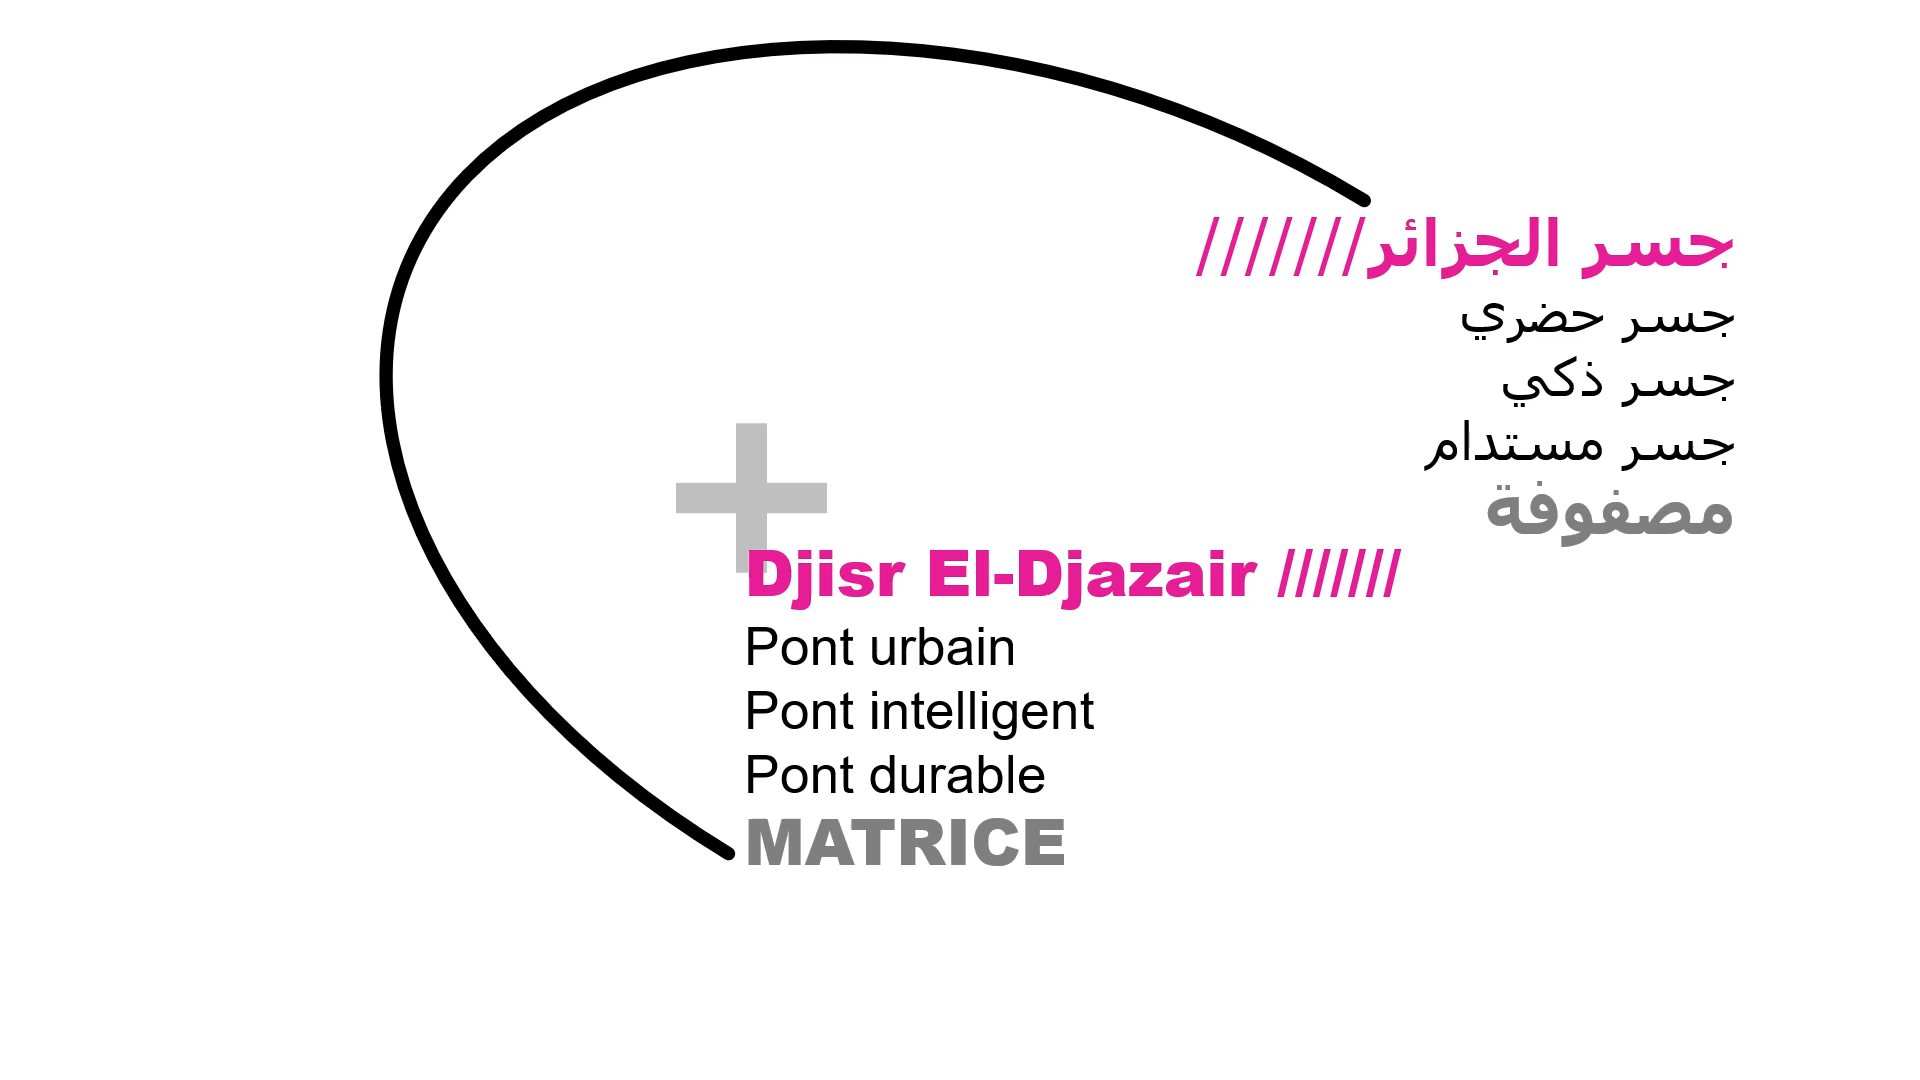 جسر الجزائر///////
جسر حضري
جسر ذكي
جسر مستدام
مصفوفة
Djisr El-Djazair ///////
Pont urbain
Pont intelligent
Pont durable
MATRICE